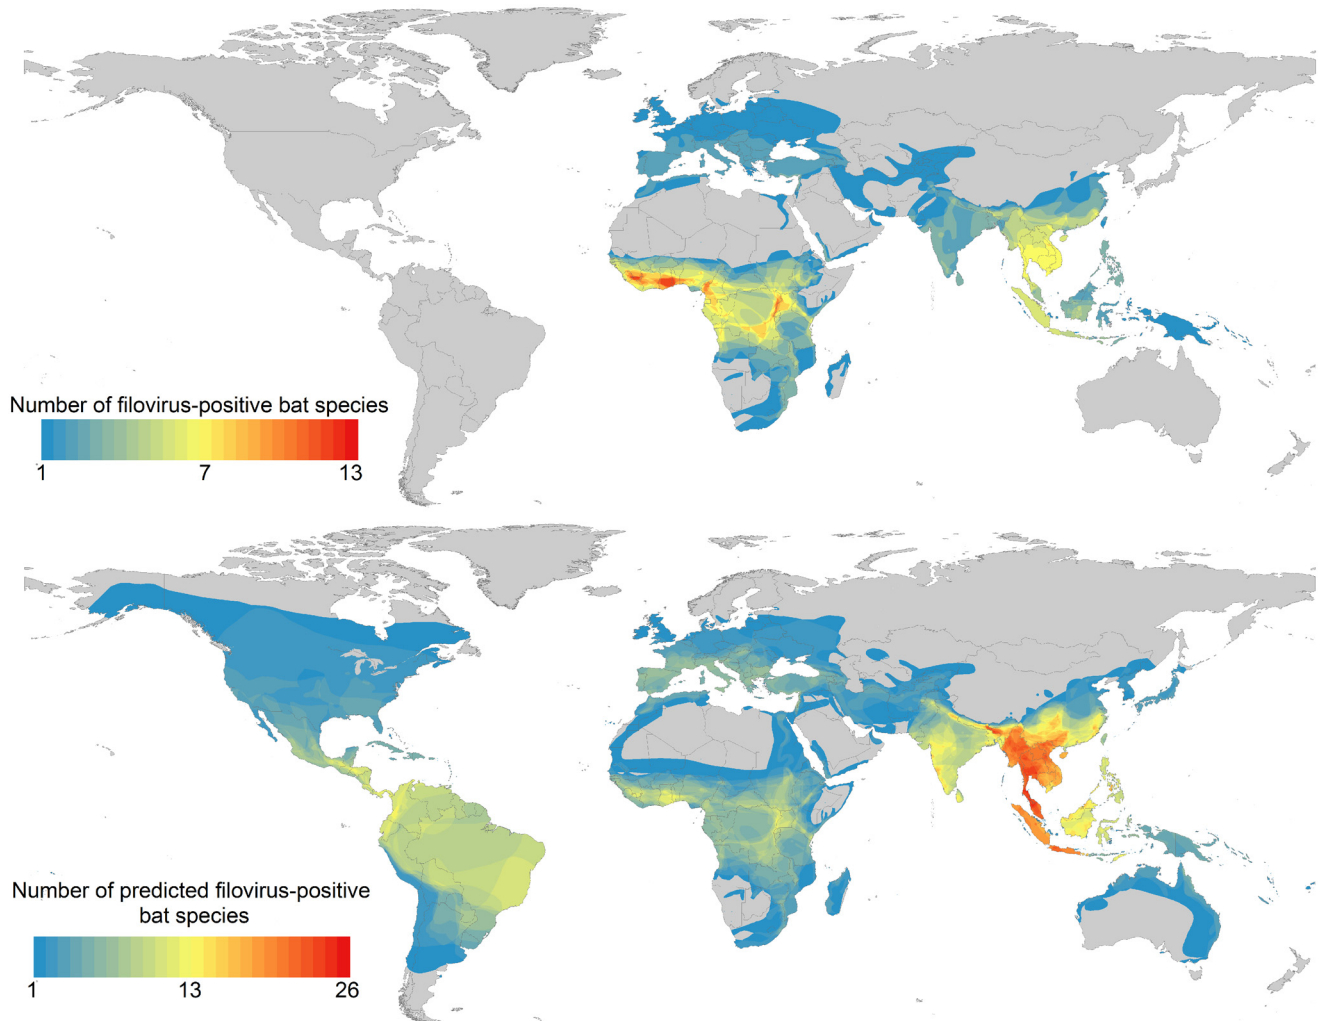 Number of filovirus-positive bat species
1 7 13
Number of predicted filovirus-positive
bat species
1 13 26